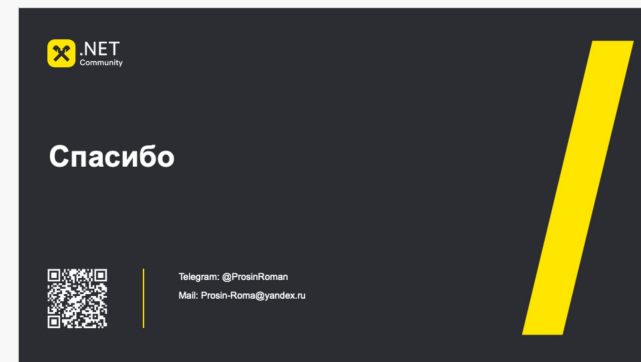 .NET
Community
Спасибо
Telegram: @ProsinRoman
Mail: Prosin-Roma@yandex.ru